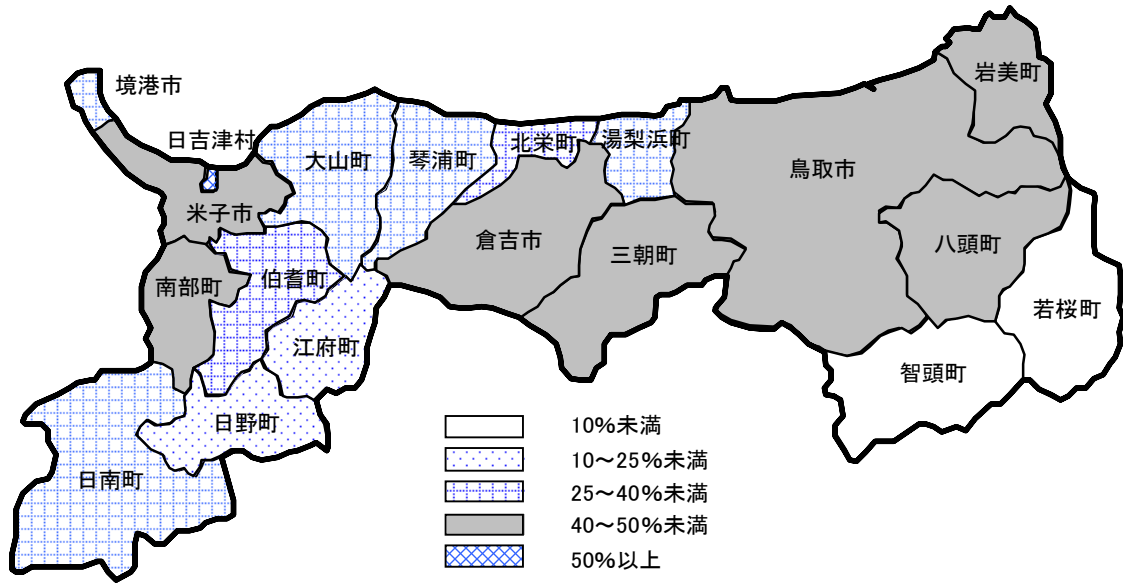 岩美町
境港市
日吉津村
大山町
琴浦町
北栄町
湯梨浜町
鳥取市
米子市
倉吉市
三朝町
八頭町
南部町
伯耆町
若桜町
江府町
智頭町
日野町
日南町
10%未満
10~25%未満
25~40%未満
40~50%未満
50%以上